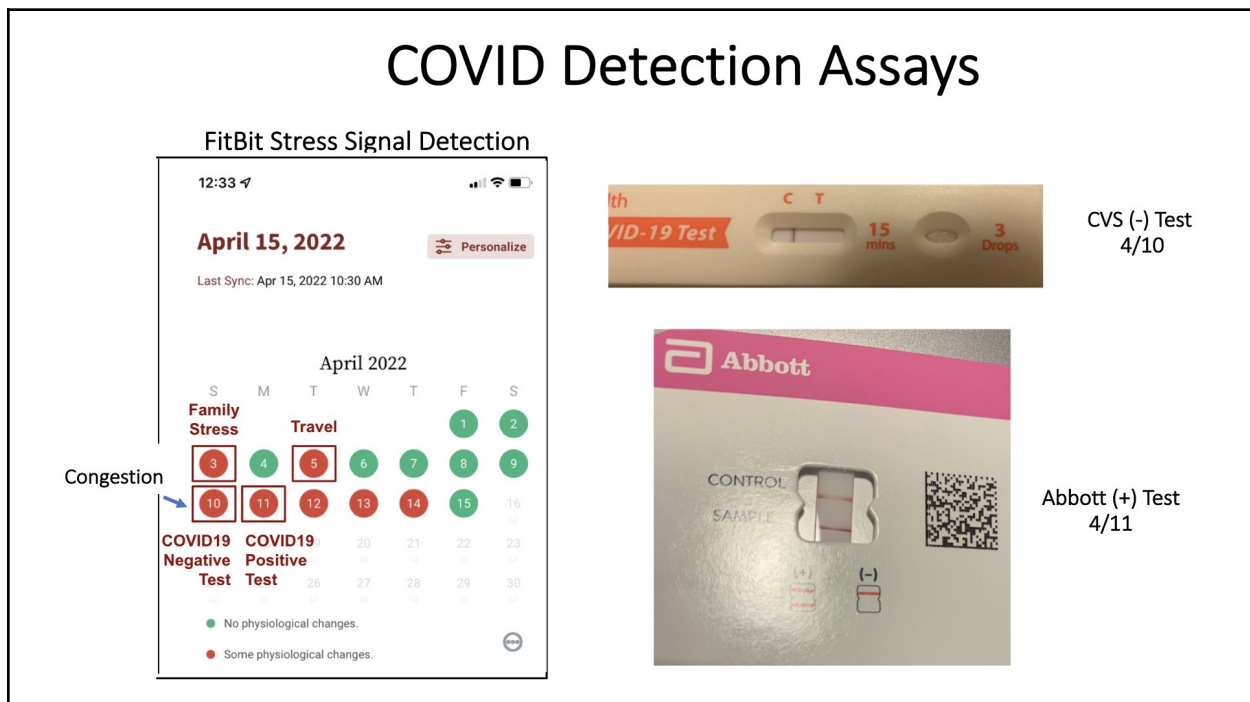 COVID Detection Assays
FitBit Stress Signal Detection
12:33
April 15, 2022
Personalize
Last Sync: Apr 15, 2022 10:30 AM
April 2022
S M T W T F S
Family
Stress
Travel
1 2
3 4 5 6 7 8 9
Congestion
10 11 12 13 14 15 16
COVID19
Negative
Test
COVID19
Positive
Test
20 21 22 23
26 27 28 29 30
No physiological changes.
Some physiological changes.
lth
VID-19 Test
C T
15
mins
3
Drops
CVS (-) Test
4/10
Abbott
CONTROL
SAMPLE
(+) (-)
Abbott (+) Test
4/11